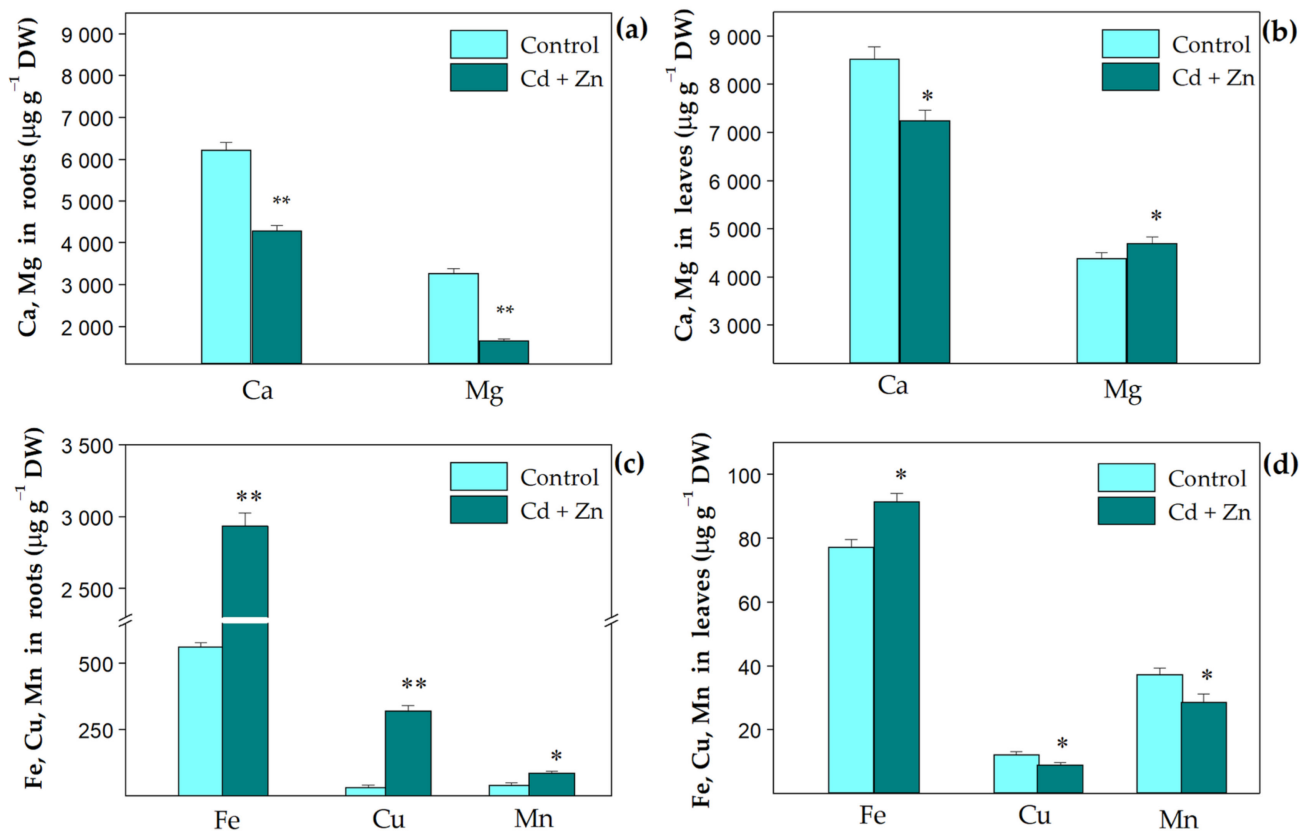 (a)
Ca, Mg in roots (µg g⁻¹ DW)
9 000
8 000
7 000
6 000
5 000
4 000
3 000
2 000
Control
Cd + Zn
**
**
Ca
Mg
(b)
Ca, Mg in leaves (µg g⁻¹ DW)
9 000
8 000
7 000
6 000
5 000
4 000
3 000
Control
Cd + Zn
*
*
Ca
Mg
(c)
Fe, Cu, Mn in roots (µg g⁻¹ DW)
3 500
3 000
2 500
500
250
Control
Cd + Zn
**
**
*
Fe
Cu
Mn
(d)
Fe, Cu, Mn in leaves (µg g⁻¹ DW)
100
80
60
40
20
Control
Cd + Zn
*
*
*
Fe
Cu
Mn